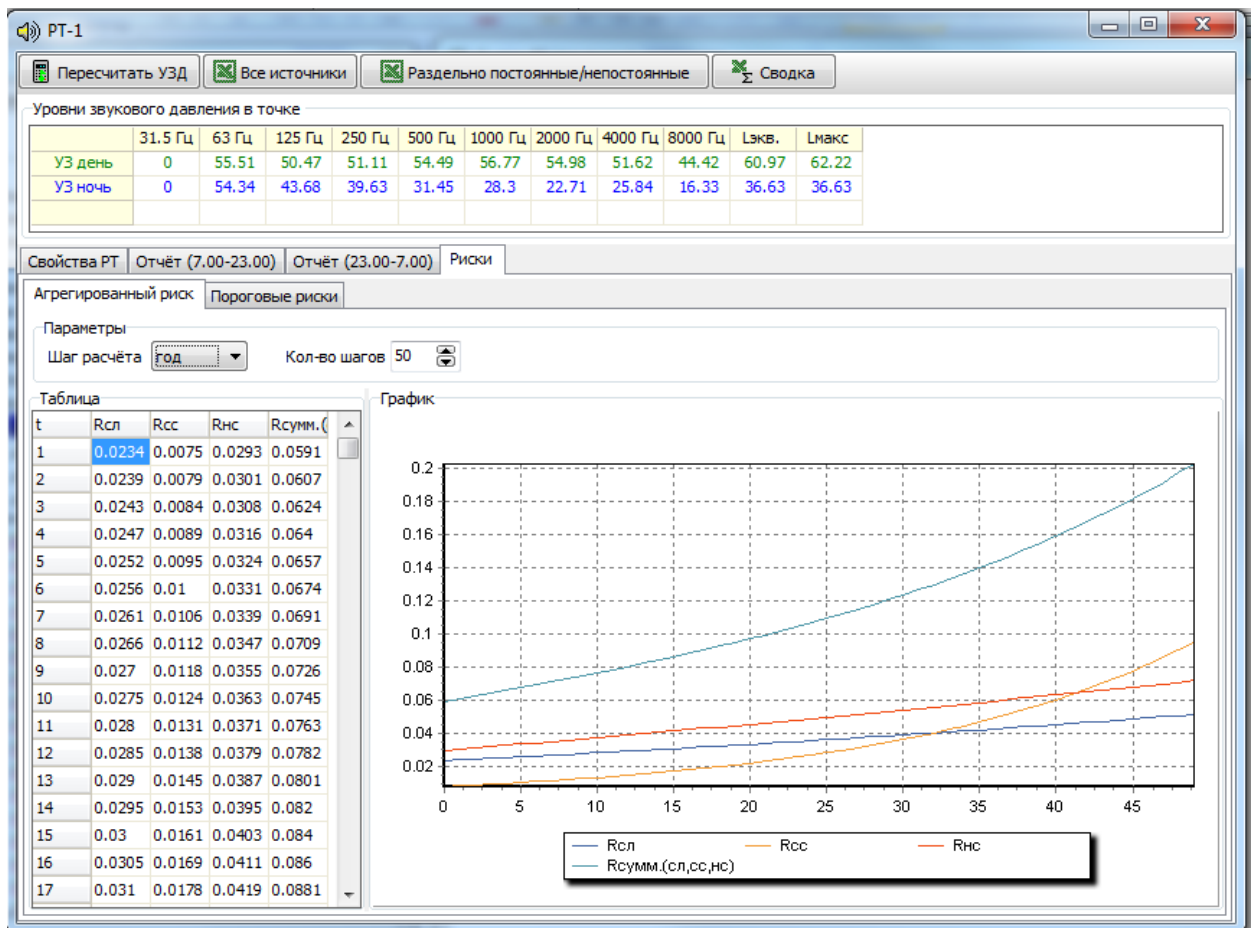 РТ-1
Пересчитать УЗД Все источники Раздельно постоянные/непостоянные Σ Сводка
Уровни звукового давления в точке
31.5 Гц 63 Гц 125 Гц 250 Гц 500 Гц 1000 Гц 2000 Гц 4000 Гц 8000 Гц Lэкв. Lмакс
УЗ день 0 55.51 50.47 51.11 54.49 56.77 54.98 51.62 44.42 60.97 62.22
УЗ ночь 0 54.34 43.68 39.63 31.45 28.3 22.71 25.84 16.33 36.63 36.63
Свойства РТ Отчёт (7.00-23.00) Отчёт (23.00-7.00) Риски
Агрегированный риск Пороговые риски
Параметры
Шаг расчёта год Кол-во шагов 50
Таблица
t Rсл Rсс Rнс Rсумм.(
1 0.0234 0.0075 0.0293 0.0591
2 0.0239 0.0079 0.0301 0.0607
3 0.0243 0.0084 0.0308 0.0624
4 0.0247 0.0089 0.0316 0.064
5 0.0252 0.0095 0.0324 0.0657
6 0.0256 0.01 0.0331 0.0674
7 0.0261 0.0106 0.0339 0.0691
8 0.0266 0.0112 0.0347 0.0709
9 0.027 0.0118 0.0355 0.0726
10 0.0275 0.0124 0.0363 0.0745
11 0.028 0.0131 0.0371 0.0763
12 0.0285 0.0138 0.0379 0.0782
13 0.029 0.0145 0.0387 0.0801
14 0.0295 0.0153 0.0395 0.082
15 0.03 0.0161 0.0403 0.084
16 0.0305 0.0169 0.0411 0.086
17 0.031 0.0178 0.0419 0.0881
График
0.2
0.18
0.16
0.14
0.12
0.1
0.08
0.06
0.04
0.02
0 5 10 15 20 25 30 35 40 45
Rсл Rсс Rнс
Rсумм.(сл,сс,нс)